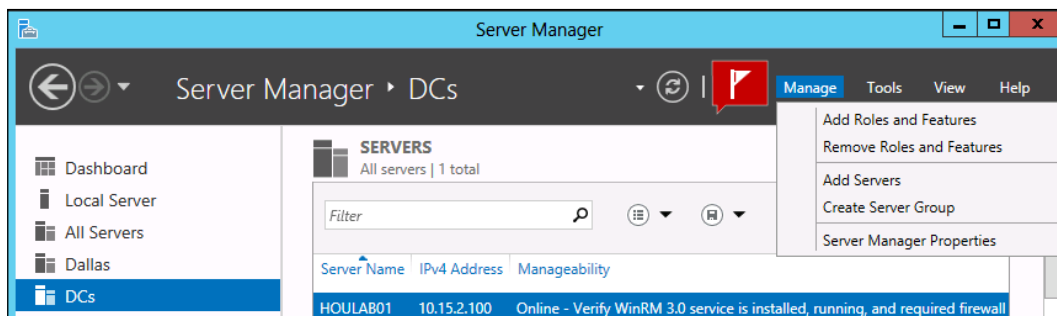 Server Manager
Server Manager • DCs
Manage Tools View Help
Add Roles and Features
Remove Roles and Features
Add Servers
Create Server Group
Server Manager Properties
Dashboard
Local Server
All Servers
Dallas
DCs
SERVERS
All servers | 1 total
Filter
Server Name IPv4 Address Manageability
HOULAB01 10.15.2.100 Online - Verify WinRM 3.0 service is installed, running, and required firewall